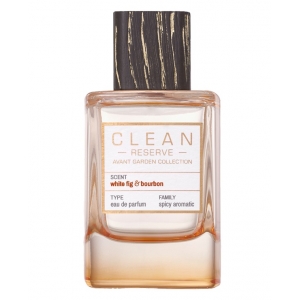 CLEAN
RESERVE
AVANT GARDEN COLLECTION
SCENT
white fig & bourbon
TYPE FAMILY
eau de parfum spicy aromatic